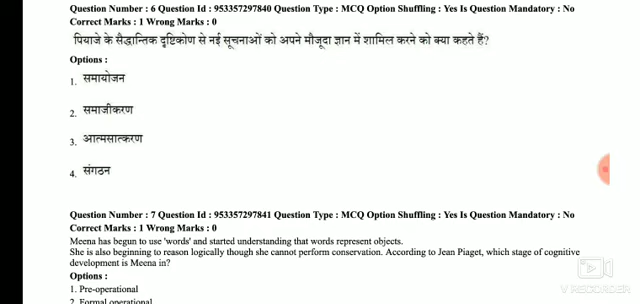 Question Number : 6 Question Id : 953357297840 Question Type : MCQ Option Shuffling : Yes Is Question Mandatory : No
Correct Marks : 1 Wrong Marks : 0
पियाजे के सैद्धान्तिक दृष्टिकोण से नई सूचनाओं को अपने मौजूदा ज्ञान में शामिल करने को क्या कहते हैं?
Options :
1. समायोजन
2. समाजीकरण
3. आत्मसात्करण
4. संगठन
Question Number : 7 Question Id : 953357297841 Question Type : MCQ Option Shuffling : Yes Is Question Mandatory : No
Correct Marks : 1 Wrong Marks : 0
Meena has begun to use 'words' and started understanding that words represent objects.
She is also beginning to reason logically though she cannot perform conservation. According to Jean Piaget, which stage of cognitive
development is Meena in?
Options :
1. Pre-operational
2. Formal operational
V RECORDER